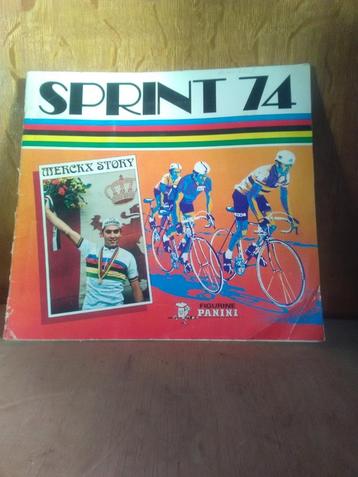 SPRINT 74
MERCKX STORY
FIGURINE
PANINI